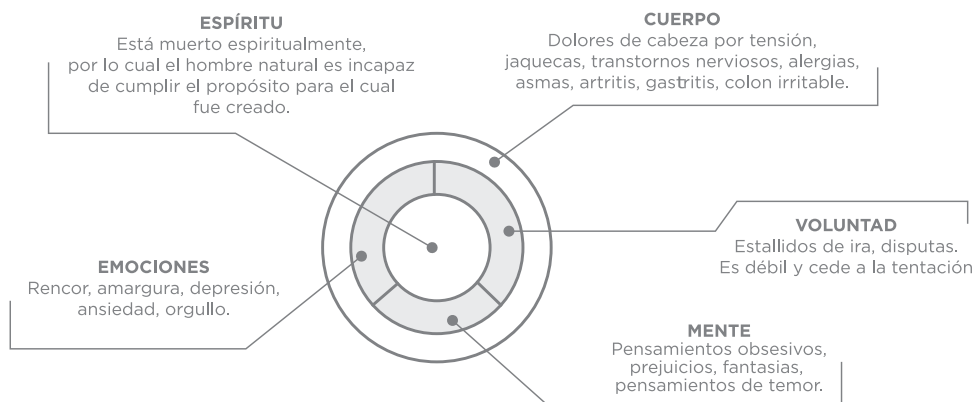 ESPÍRITU
Está muerto espiritualmente,
por lo cual el hombre natural es incapaz
de cumplir el propósito para el cual
fue creado.
CUERPO
Dolores de cabeza por tensión,
jaquecas, transtornos nerviosos, alergias,
asmas, artritis, gastritis, colon irritable.
VOLUNTAD
Estallidos de ira, disputas.
Es débil y cede a la tentación
EMOCIONES
Rencor, amargura, depresión,
ansiedad, orgullo.
MENTE
Pensamientos obsesivos,
prejuicios, fantasias,
pensamientos de temor.